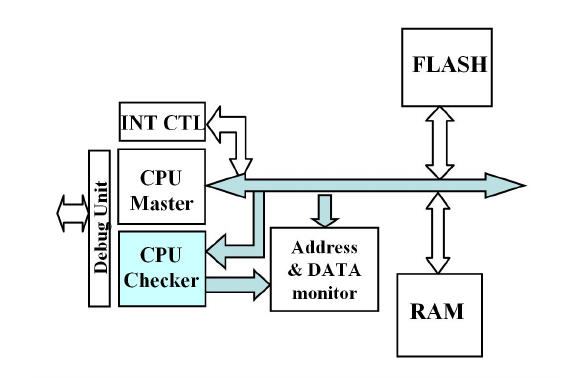 FLASH
INT CTL
CPU
Master
Debug Unit
CPU
Checker
Address
& DATA
monitor
RAM